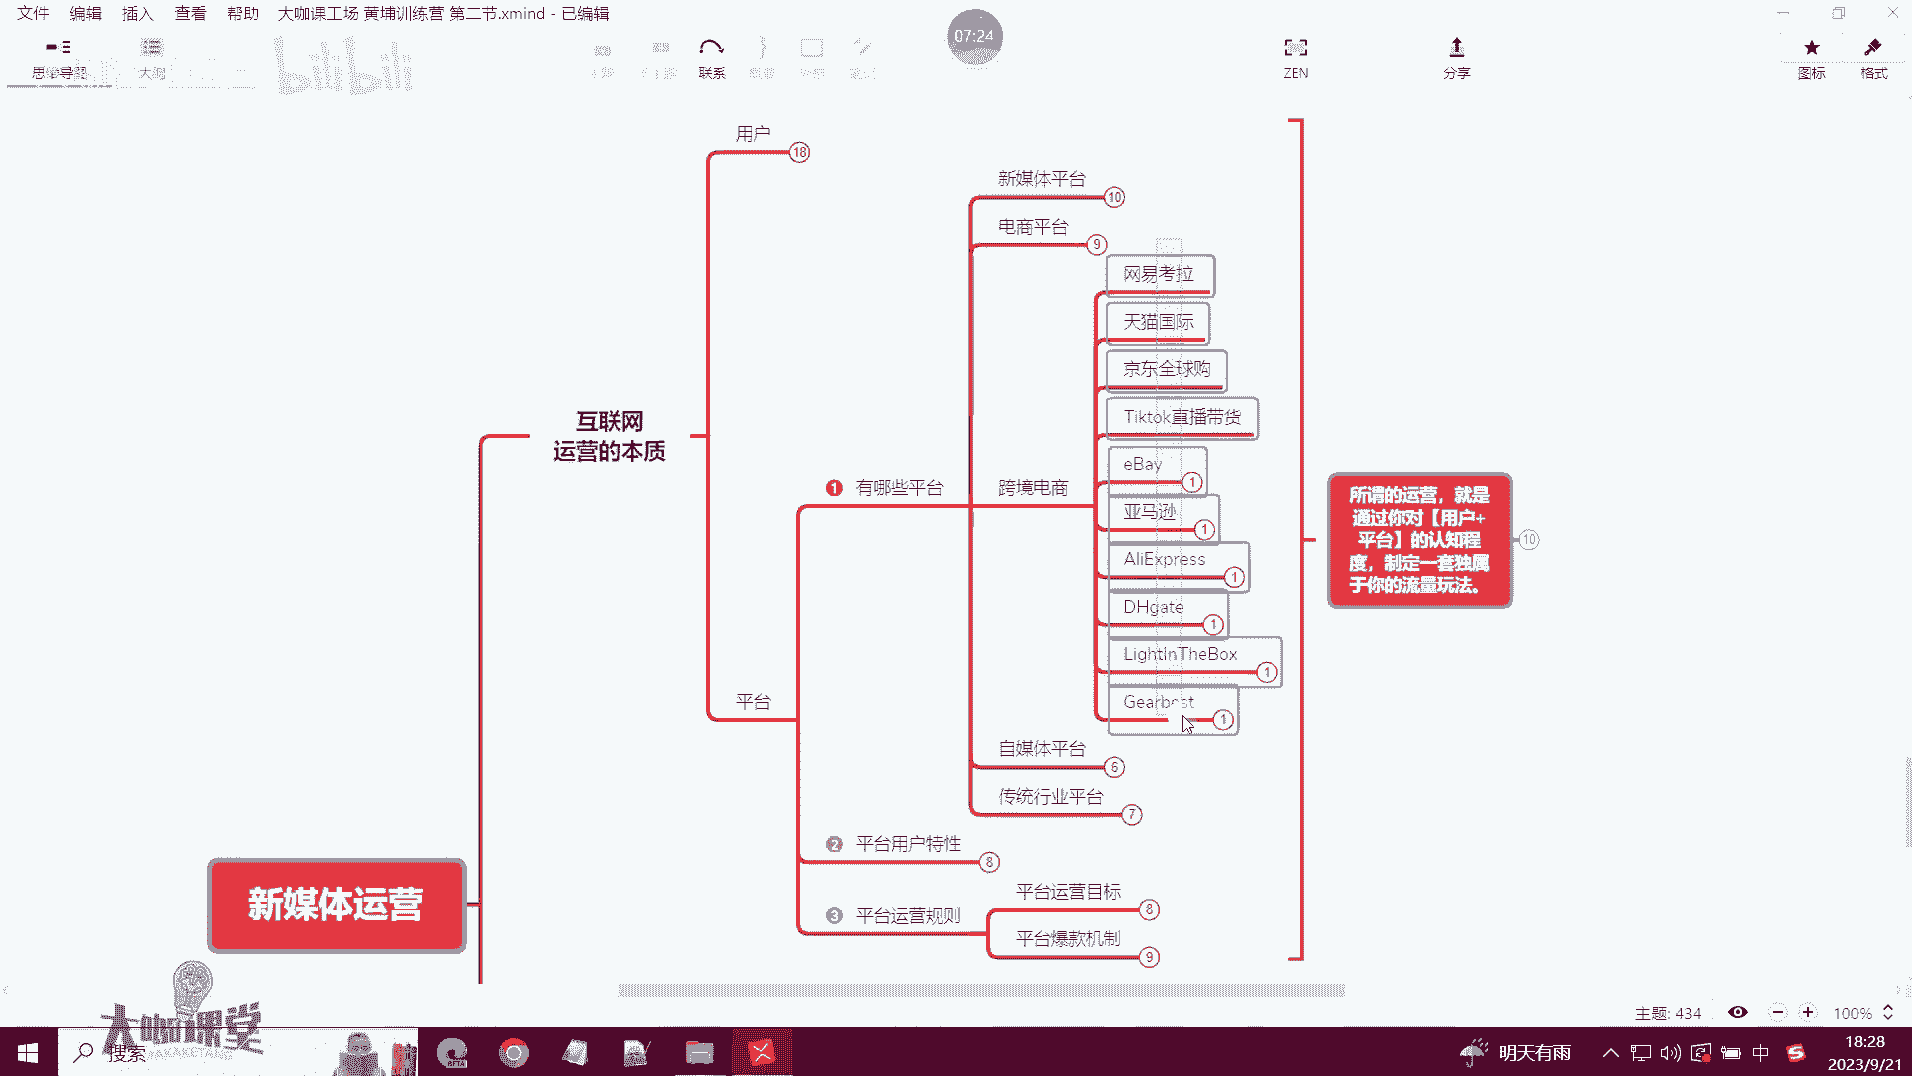 文件 编辑 插入 查看 帮助 大咖课工场 黄埔训练营 第二节.xmind - 已编辑
思维导图
大纲
bilibili
联系
07:24
ZEN
分享
图标
格式
用户
18
新媒体平台
10
电商平台
9
网易考拉
天猫国际
京东全球购
Tiktok直播带货
互联网
运营的本质
eBay
1
1 有哪些平台
跨境电商
亚马逊
1
AliExpress
1
DHgate
1
LightInTheBox
1
Gearbest
1
所谓的运营，就是
通过你对【用户+
平台】的认知程
度，制定一套独属
于你的流量玩法。
10
平台
自媒体平台
6
传统行业平台
7
2 平台用户特性
8
平台运营目标
8
3 平台运营规则
平台爆款机制
9
新媒体运营
大咖课堂
DAKAKETANG
主题: 434
100%
搜索
BETA
明天有雨
中
18:28
2023/9/21